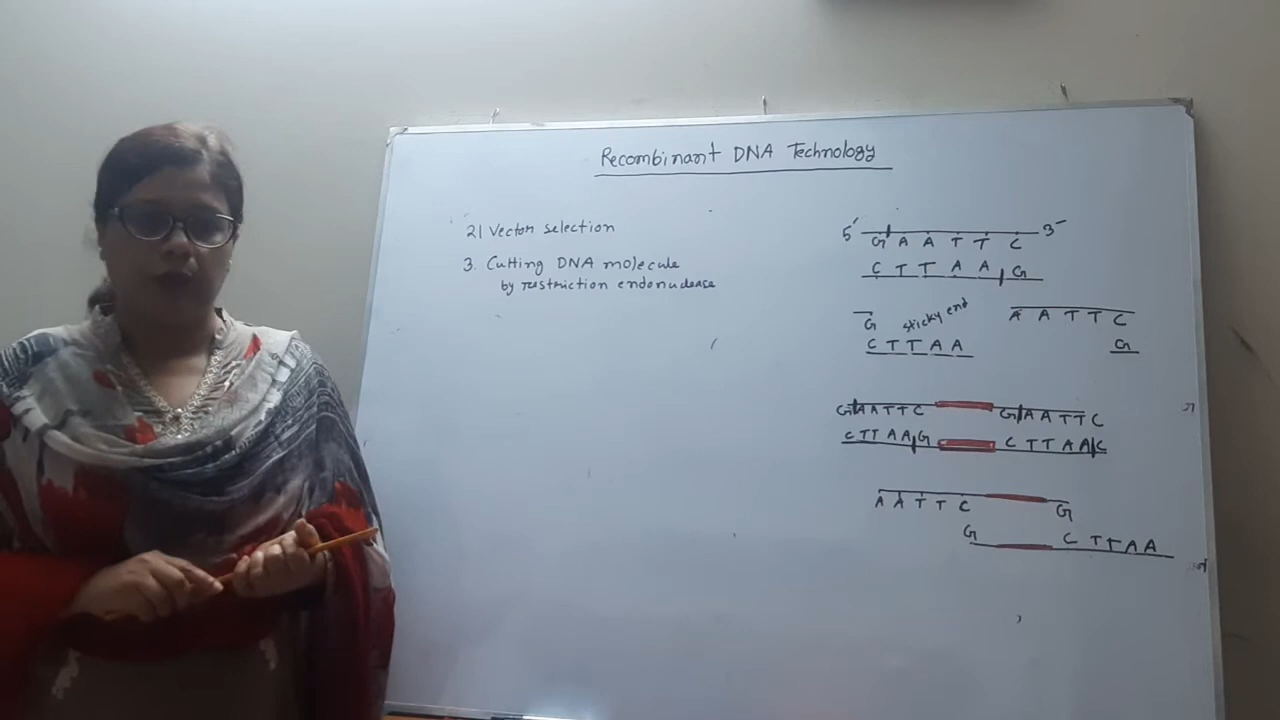 Recombinant DNA Technology
2) Vector selection
3. Cutting DNA molecule
by restriction endonuclease
5' 3'
G A A T T C
C T T A A G
G
sticky end
A A T T C
C T T A A
G
G A A T T C G A A T T C
C T T A A G C T T A A C
A A T T C G
G C T T A A